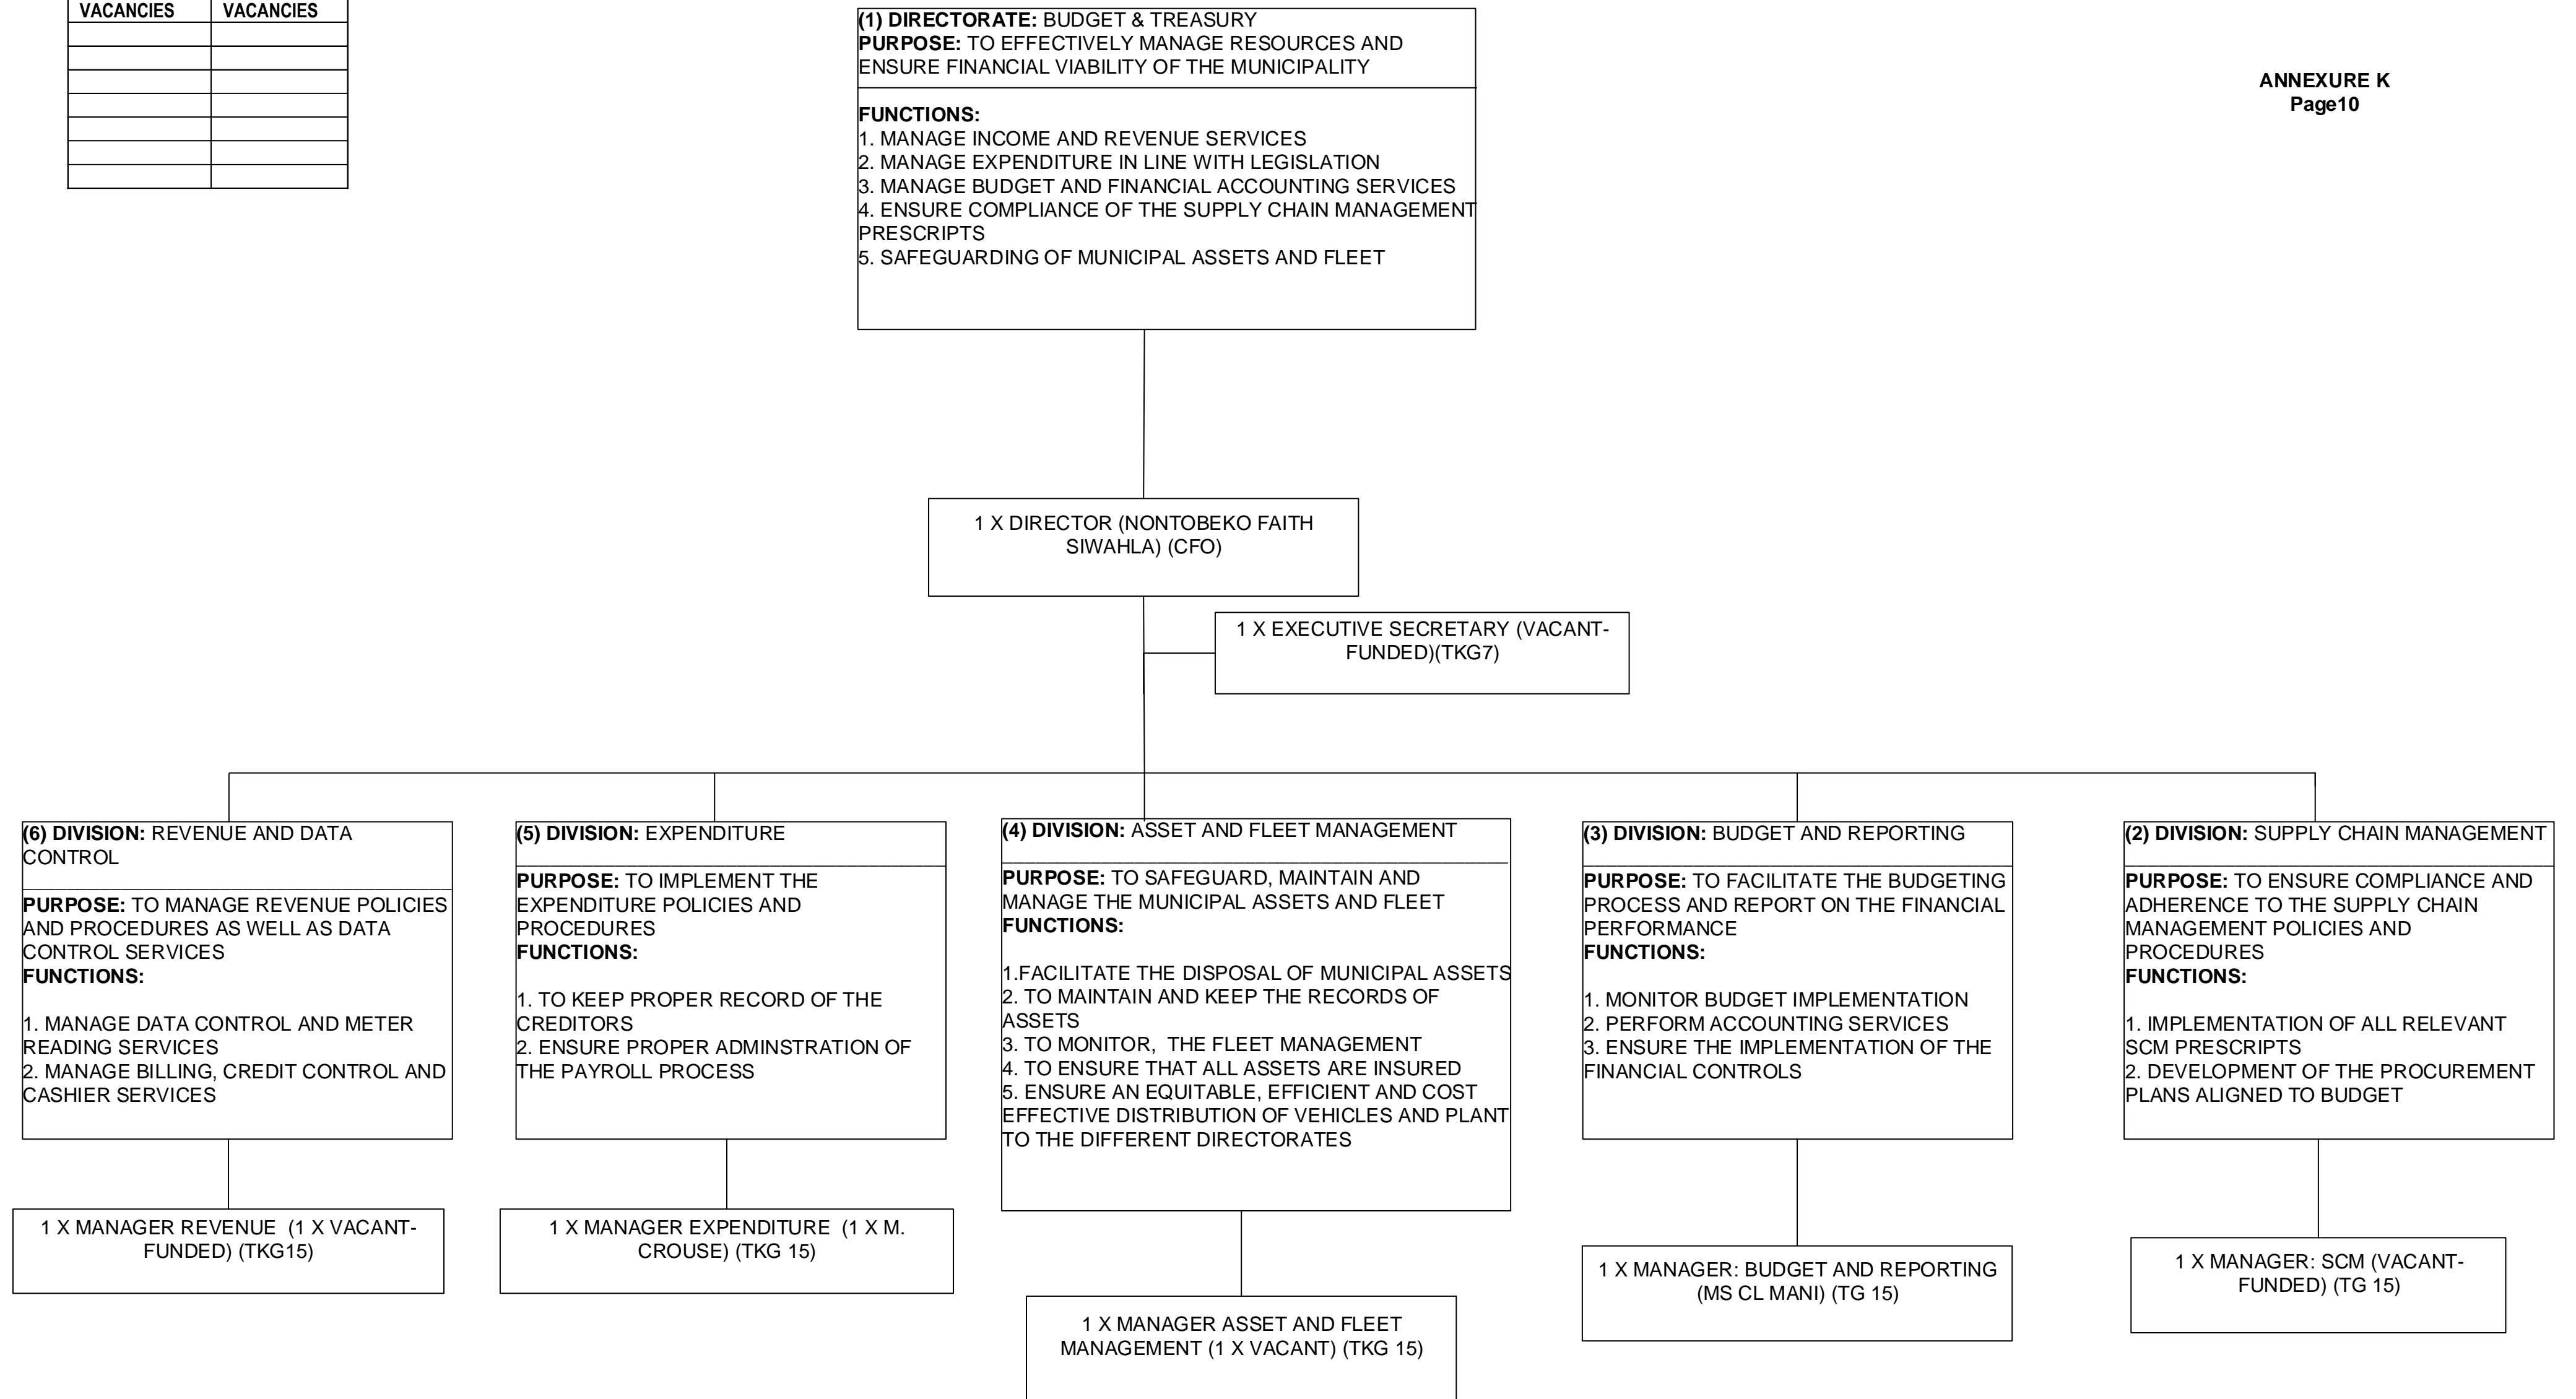 VACANCIES VACANCIES
(1) DIRECTORATE: BUDGET & TREASURY
PURPOSE: TO EFFECTIVELY MANAGE RESOURCES AND
ENSURE FINANCIAL VIABILITY OF THE MUNICIPALITY
FUNCTIONS:
1. MANAGE INCOME AND REVENUE SERVICES
2. MANAGE EXPENDITURE IN LINE WITH LEGISLATION
3. MANAGE BUDGET AND FINANCIAL ACCOUNTING SERVICES
4. ENSURE COMPLIANCE OF THE SUPPLY CHAIN MANAGEMENT
PRESCRIPTS
5. SAFEGUARDING OF MUNICIPAL ASSETS AND FLEET
ANNEXURE K
Page10
1 X DIRECTOR (NONTOBEKO FAITH
SIWAHLA) (CFO)
1 X EXECUTIVE SECRETARY (VACANT-
FUNDED)(TKG7)
(6) DIVISION: REVENUE AND DATA
CONTROL
PURPOSE: TO MANAGE REVENUE POLICIES
AND PROCEDURES AS WELL AS DATA
CONTROL SERVICES
FUNCTIONS:
1. MANAGE DATA CONTROL AND METER
READING SERVICES
2. MANAGE BILLING, CREDIT CONTROL AND
CASHIER SERVICES
1 X MANAGER REVENUE (1 X VACANT-
FUNDED) (TKG15)
(5) DIVISION: EXPENDITURE
PURPOSE: TO IMPLEMENT THE
EXPENDITURE POLICIES AND
PROCEDURES
FUNCTIONS:
1. TO KEEP PROPER RECORD OF THE
CREDITORS
2. ENSURE PROPER ADMINSTRATION OF
THE PAYROLL PROCESS
1 X MANAGER EXPENDITURE (1 X M.
CROUSE) (TKG 15)
(4) DIVISION: ASSET AND FLEET MANAGEMENT
PURPOSE: TO SAFEGUARD, MAINTAIN AND
MANAGE THE MUNICIPAL ASSETS AND FLEET
FUNCTIONS:
1.FACILITATE THE DISPOSAL OF MUNICIPAL ASSETS
2. TO MAINTAIN AND KEEP THE RECORDS OF
ASSETS
3. TO MONITOR, THE FLEET MANAGEMENT
4. TO ENSURE THAT ALL ASSETS ARE INSURED
5. ENSURE AN EQUITABLE, EFFICIENT AND COST
EFFECTIVE DISTRIBUTION OF VEHICLES AND PLANT
TO THE DIFFERENT DIRECTORATES
1 X MANAGER ASSET AND FLEET
MANAGEMENT (1 X VACANT) (TKG 15)
(3) DIVISION: BUDGET AND REPORTING
PURPOSE: TO FACILITATE THE BUDGETING
PROCESS AND REPORT ON THE FINANCIAL
PERFORMANCE
FUNCTIONS:
1. MONITOR BUDGET IMPLEMENTATION
2. PERFORM ACCOUNTING SERVICES
3. ENSURE THE IMPLEMENTATION OF THE
FINANCIAL CONTROLS
1 X MANAGER: BUDGET AND REPORTING
(MS CL MANI) (TG 15)
(2) DIVISION: SUPPLY CHAIN MANAGEMENT
PURPOSE: TO ENSURE COMPLIANCE AND
ADHERENCE TO THE SUPPLY CHAIN
MANAGEMENT POLICIES AND
PROCEDURES
FUNCTIONS:
1. IMPLEMENTATION OF ALL RELEVANT
SCM PRESCRIPTS
2. DEVELOPMENT OF THE PROCUREMENT
PLANS ALIGNED TO BUDGET
1 X MANAGER: SCM (VACANT-
FUNDED) (TG 15)